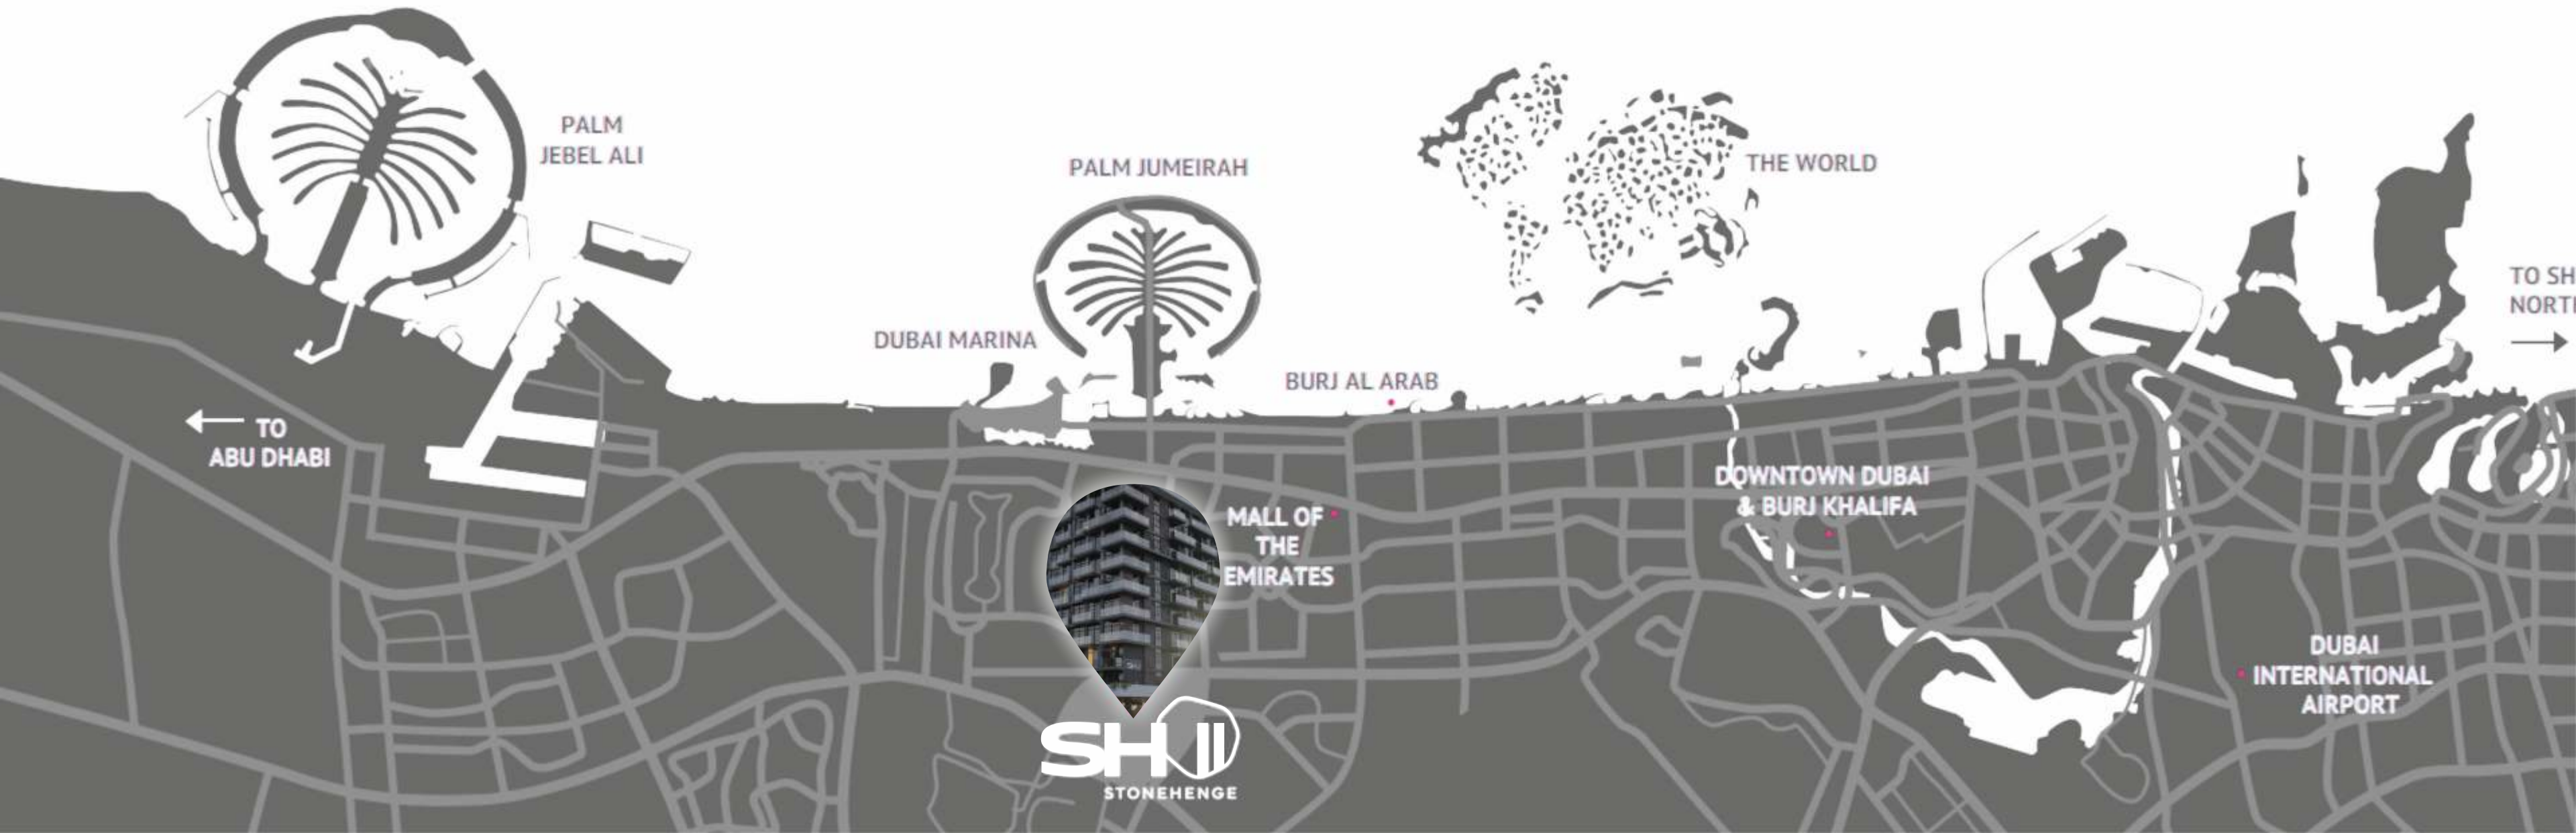 PALM
JEBEL ALI
PALM JUMEIRAH
THE WORLD
TO SH
NORT
DUBAI MARINA
BURJ AL ARAB
TO
ABU DHABI
MALL OF
THE
EMIRATES
DOWNTOWN DUBAI
& BURJ KHALIFA
DUBAI
INTERNATIONAL
AIRPORT
SH II
STONEHENGE